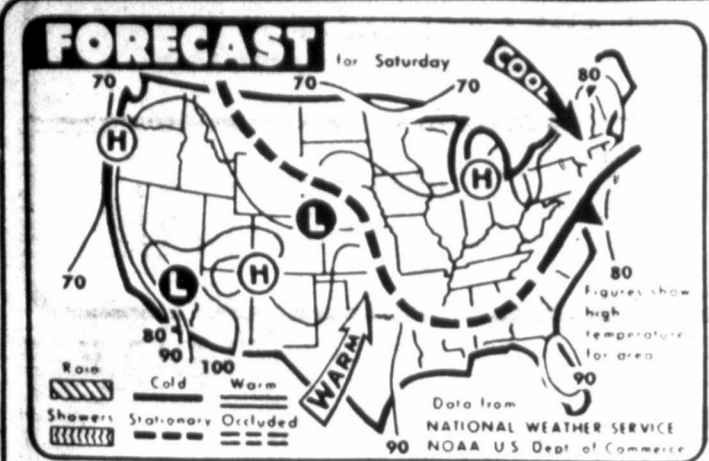 FORECAST
for Saturday
70 70 70 COOL 80
H
H
L
H
L
70
80
80
90
100
WARM
90
90
Figures show
high
temperatures
for area
Rain
Cold Warm
Showers Stationary Occluded
Data from
NATIONAL WEATHER SERVICE
NOAA US Dept of Commerce